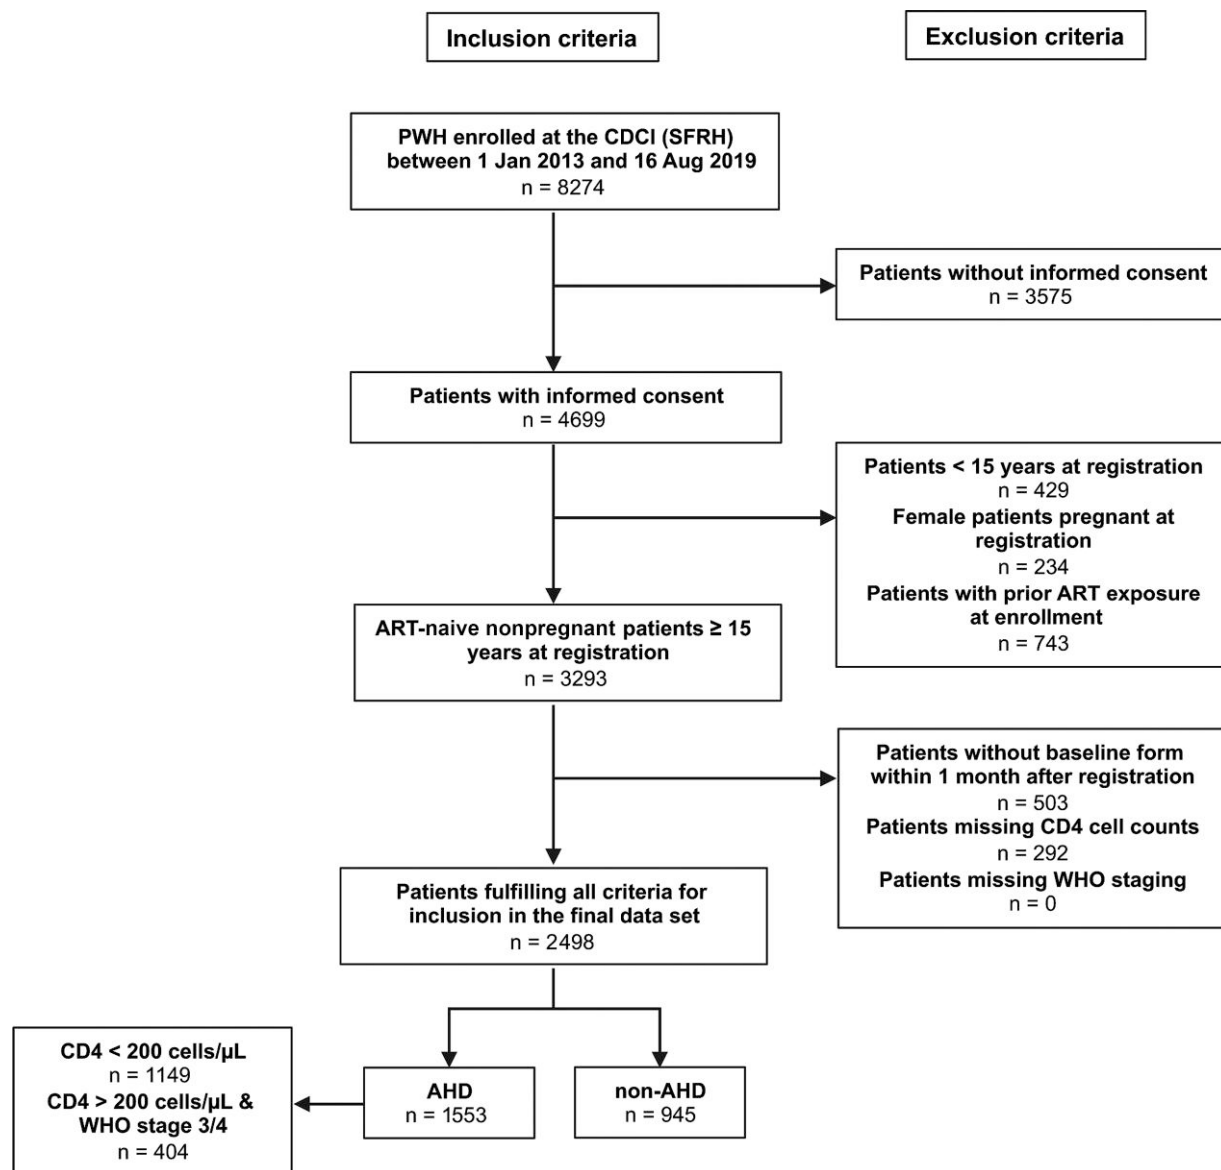 Inclusion criteria
Exclusion criteria
PWH enrolled at the CDCI (SFRH)
between 1 Jan 2013 and 16 Aug 2019
n = 8274
Patients without informed consent
n = 3575
Patients with informed consent
n = 4699
Patients < 15 years at registration
n = 429
Female patients pregnant at
registration
n = 234
Patients with prior ART exposure
at enrollment
n = 743
ART-naive nonpregnant patients ≥ 15
years at registration
n = 3293
Patients without baseline form
within 1 month after registration
n = 503
Patients missing CD4 cell counts
n = 292
Patients missing WHO staging
n = 0
Patients fulfilling all criteria for
inclusion in the final data set
n = 2498
CD4 < 200 cells/µL
n = 1149
CD4 > 200 cells/µL &
WHO stage 3/4
n = 404
AHD
n = 1553
non-AHD
n = 945